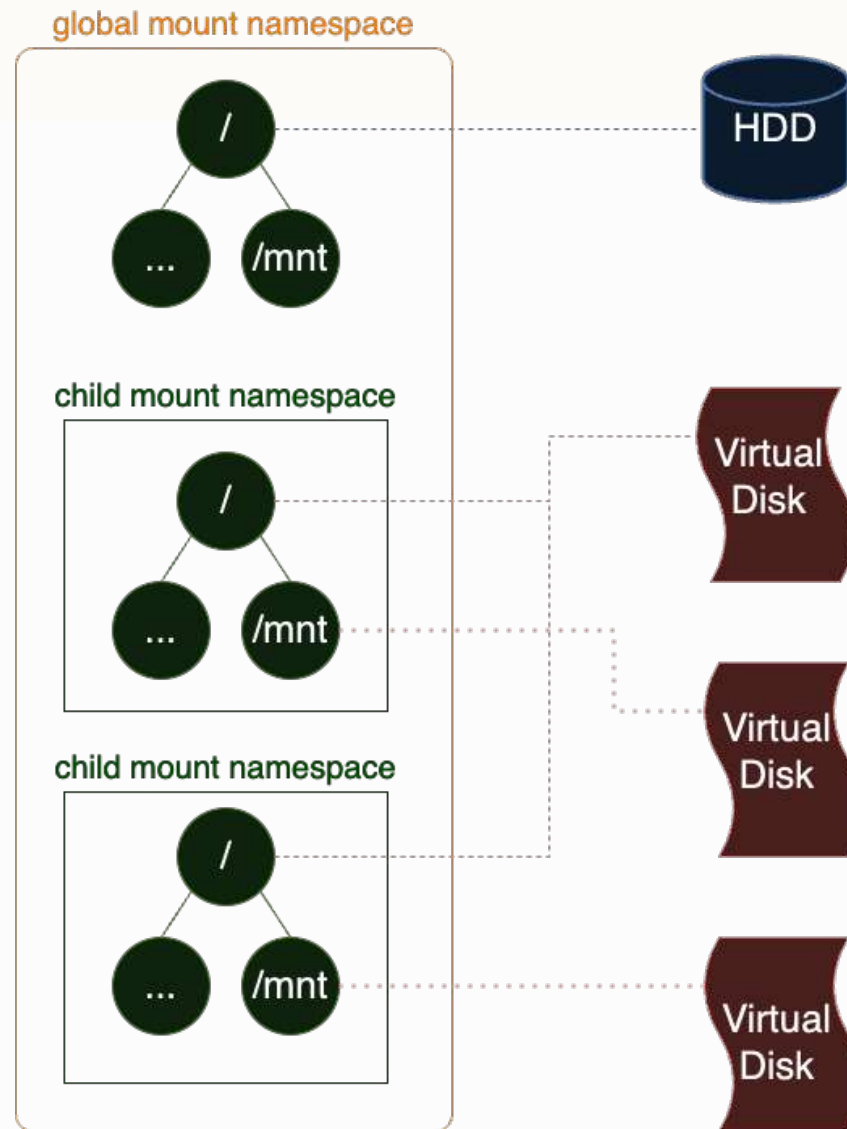 global mount namespace
/
HDD
...
/mnt
child mount namespace
/
Virtual
Disk
...
/mnt
Virtual
Disk
child mount namespace
/
...
/mnt
Virtual
Disk